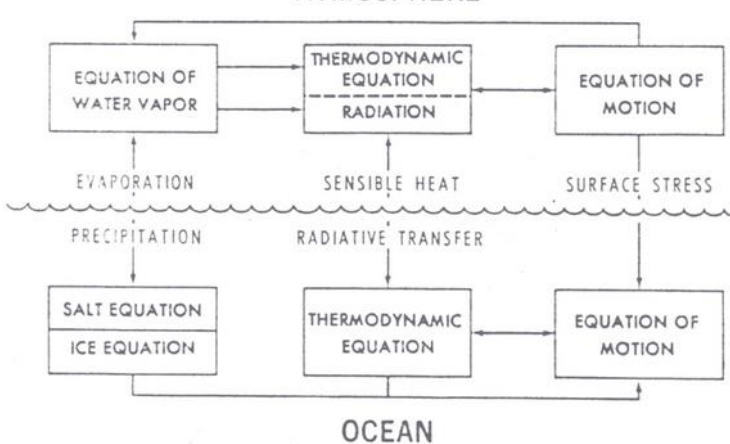 EQUATION OF
WATER VAPOR
THERMODYNAMIC
EQUATION
RADIATION
EQUATION OF
MOTION
EVAPORATION
SENSIBLE HEAT
SURFACE STRESS
PRECIPITATION
RADIATIVE TRANSFER
SALT EQUATION
ICE EQUATION
THERMODYNAMIC
EQUATION
EQUATION OF
MOTION
OCEAN